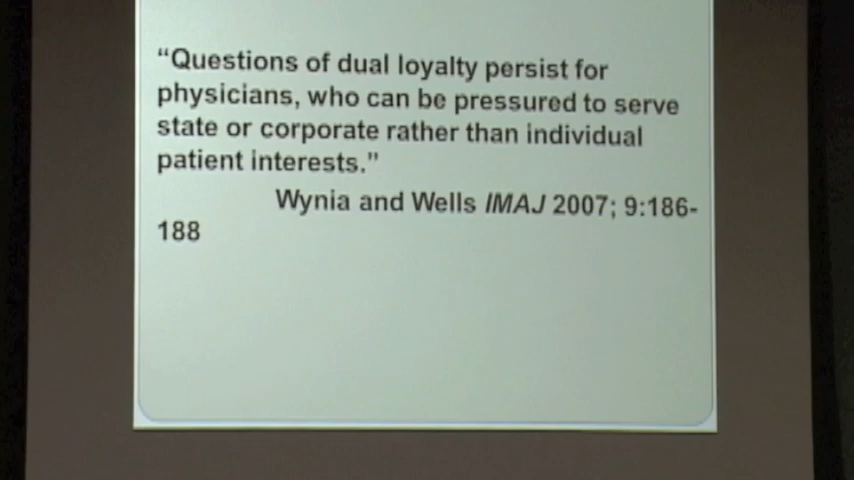 “Questions of dual loyalty persist for
physicians, who can be pressured to serve
state or corporate rather than individual
patient interests.”
Wynia and Wells IMAJ 2007; 9:186-
188